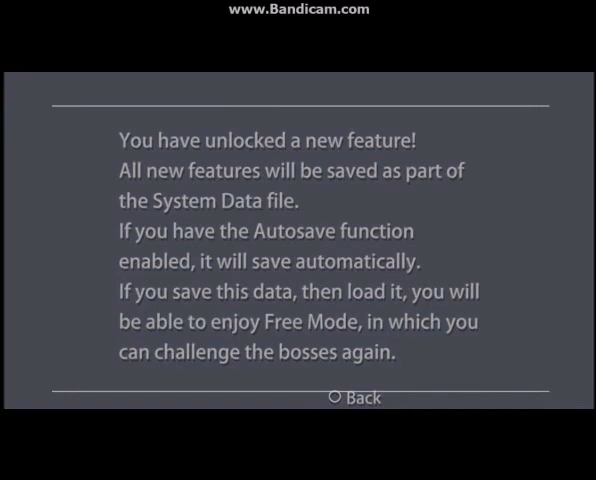 www.Bandicam.com
You have unlocked a new feature!
All new features will be saved as part of
the System Data file.
If you have the Autosave function
enabled, it will save automatically.
If you save this data, then load it, you will
be able to enjoy Free Mode, in which you
can challenge the bosses again.
Back